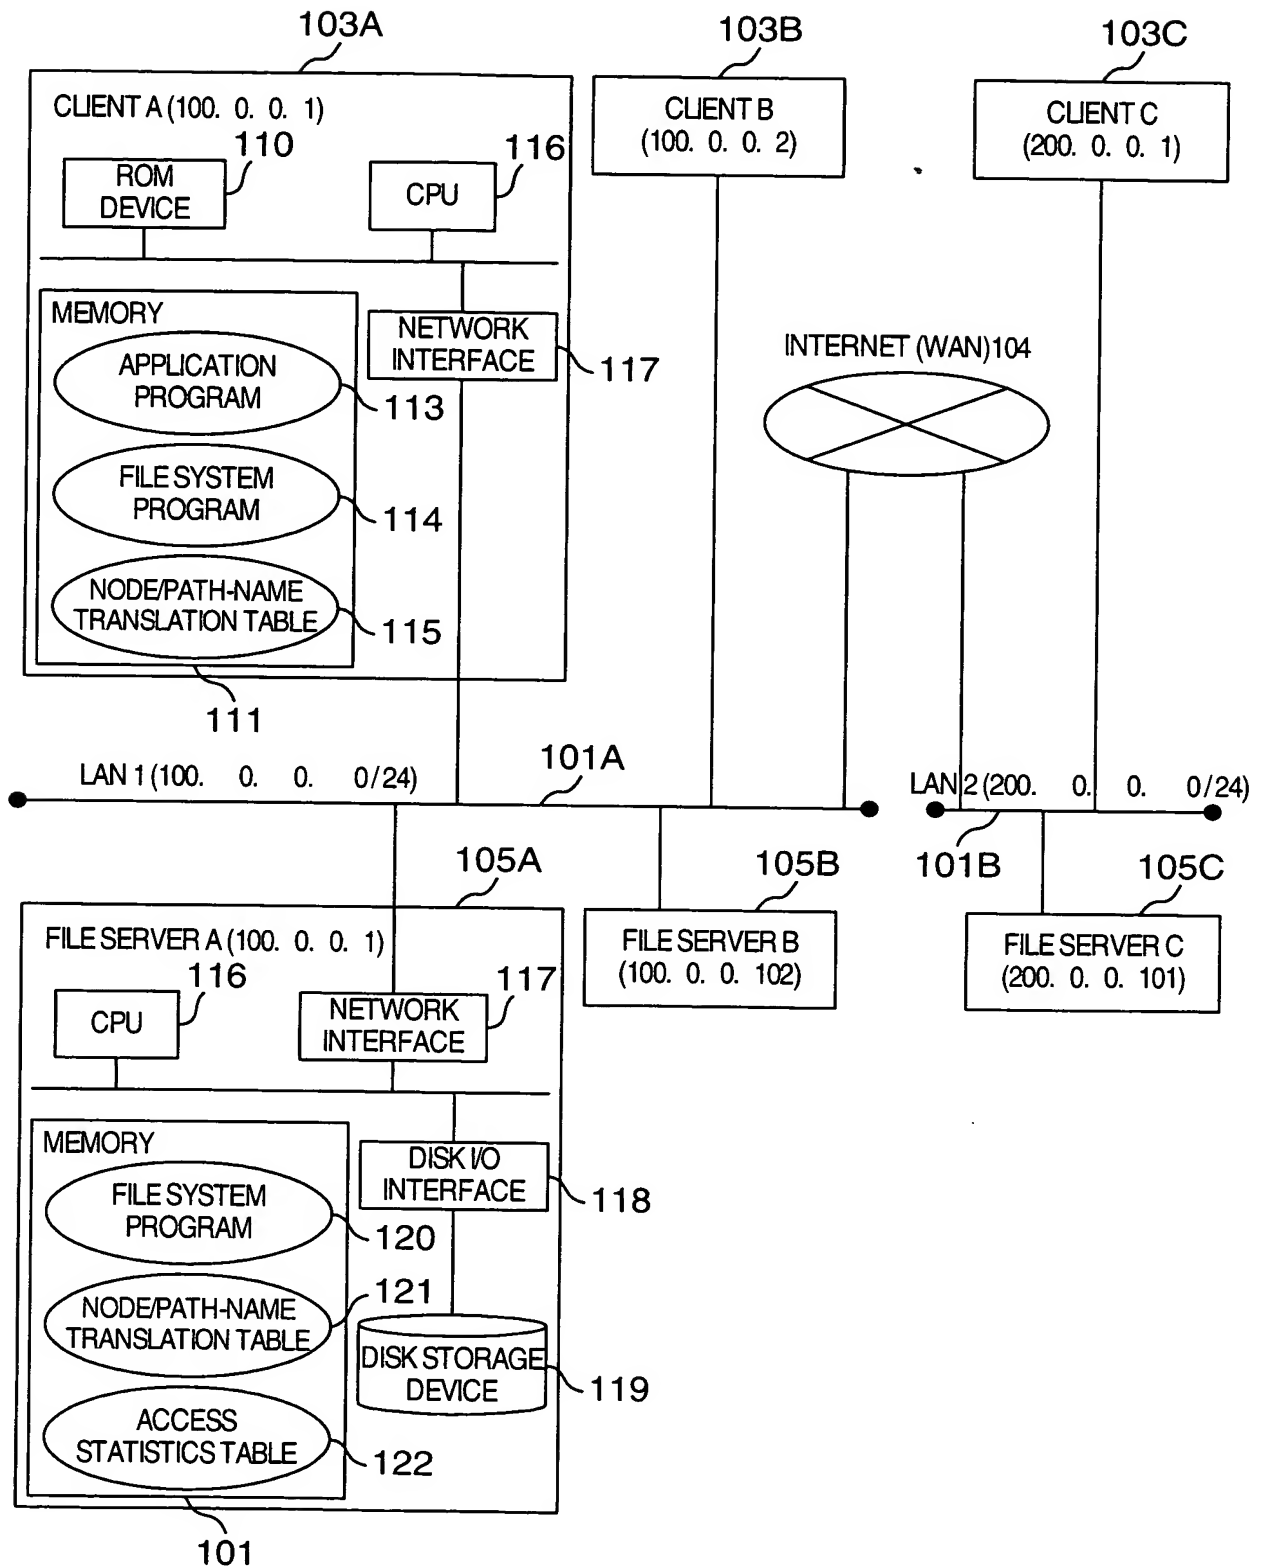 103A
103B
103C
CLIENT A (100. 0. 0. 1)
110
116
ROM
DEVICE
CPU
CLIENT B
(100. 0. 0. 2)
CLIENT C
(200. 0. 0. 1)
MEMORY
APPLICATION
PROGRAM
113
FILE SYSTEM
PROGRAM
114
NODE/PATH-NAME
TRANSLATION TABLE
115
111
NETWORK
INTERFACE
117
INTERNET (WAN) 104
LAN 1 (100. 0. 0. 0/24)
101A
LAN 2 (200. 0. 0. 0/24)
101B
105A
105B
105C
FILE SERVER A (100. 0. 0. 1)
116
117
CPU
NETWORK
INTERFACE
FILE SERVER B
(100. 0. 0. 102)
FILE SERVER C
(200. 0. 0. 101)
MEMORY
FILE SYSTEM
PROGRAM
120
NODE/PATH-NAME
TRANSLATION TABLE
121
ACCESS
STATISTICS TABLE
122
101
DISK I/O
INTERFACE
118
DISK STORAGE
DEVICE
119